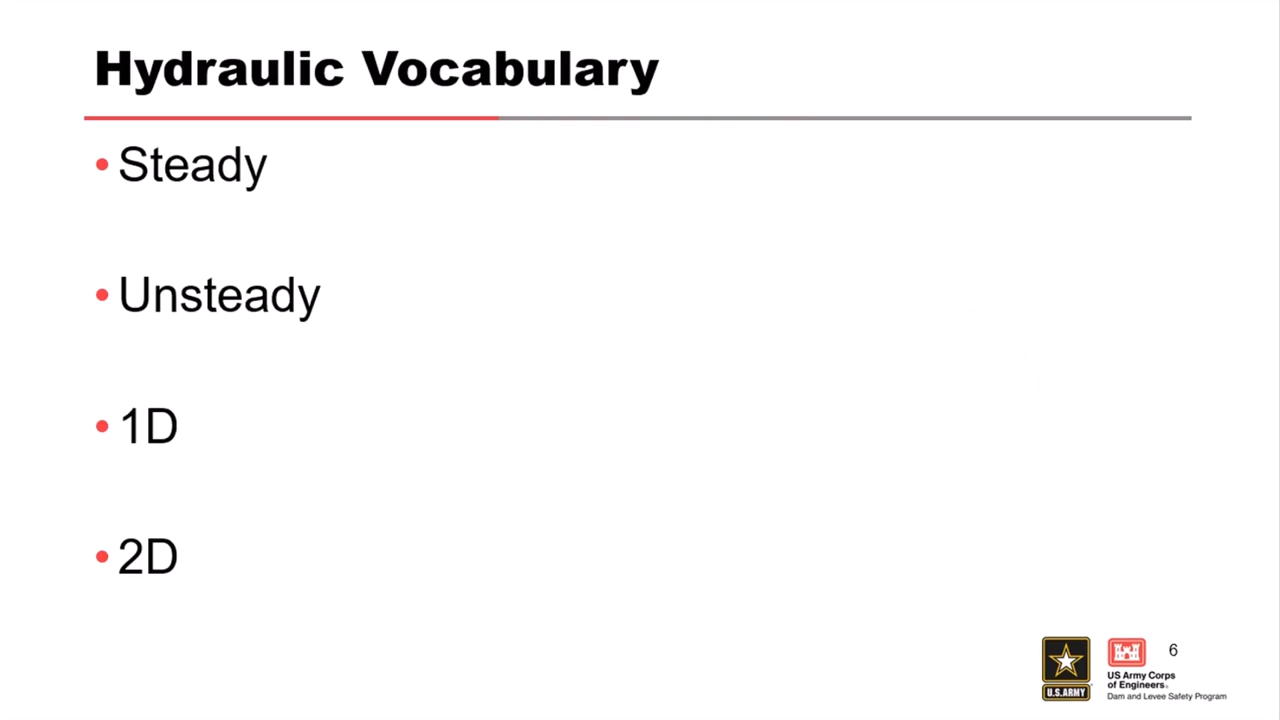 Hydraulic Vocabulary
• Steady
• Unsteady
• 1D
• 2D
U.S.ARMY
US Army Corps
of Engineers®
Dam and Levee Safety Program
6